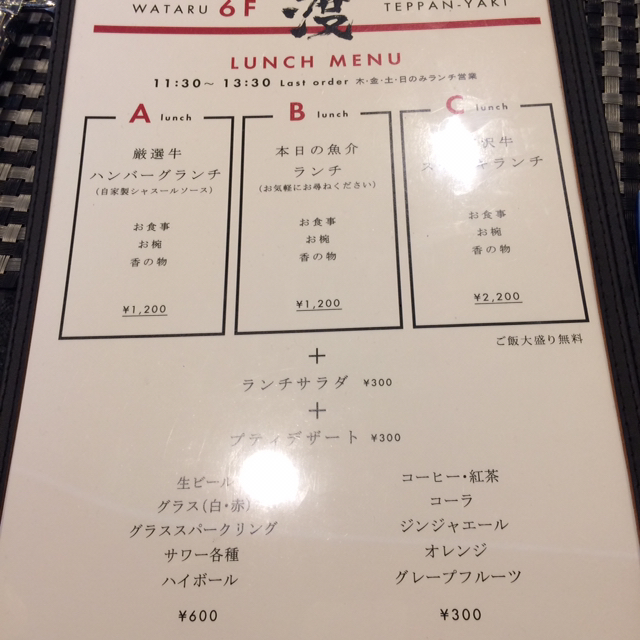 WATARU 6F 渡 TEPPAN-YAKI
LUNCH MENU
11:30～ 13:30 Last order 木・金・土・日のみランチ営業
A lunch
厳選牛
ハンバーグランチ
(自家製シャスールソース)
お食事
お椀
香の物
¥1,200
B lunch
本日の魚介
ランチ
(お気軽にお尋ねください)
お食事
お椀
香の物
¥1,200
C lunch
沢牛
ランチ
お食事
お椀
香の物
¥2,200
ご飯大盛り無料
+
ランチサラダ ¥300
+
プティデザート ¥300
生ビール
グラス(白・赤)
グラススパークリング
サワー各種
ハイボール
¥600
コーヒー・紅茶
コーラ
ジンジャエール
オレンジ
グレープフルーツ
¥300